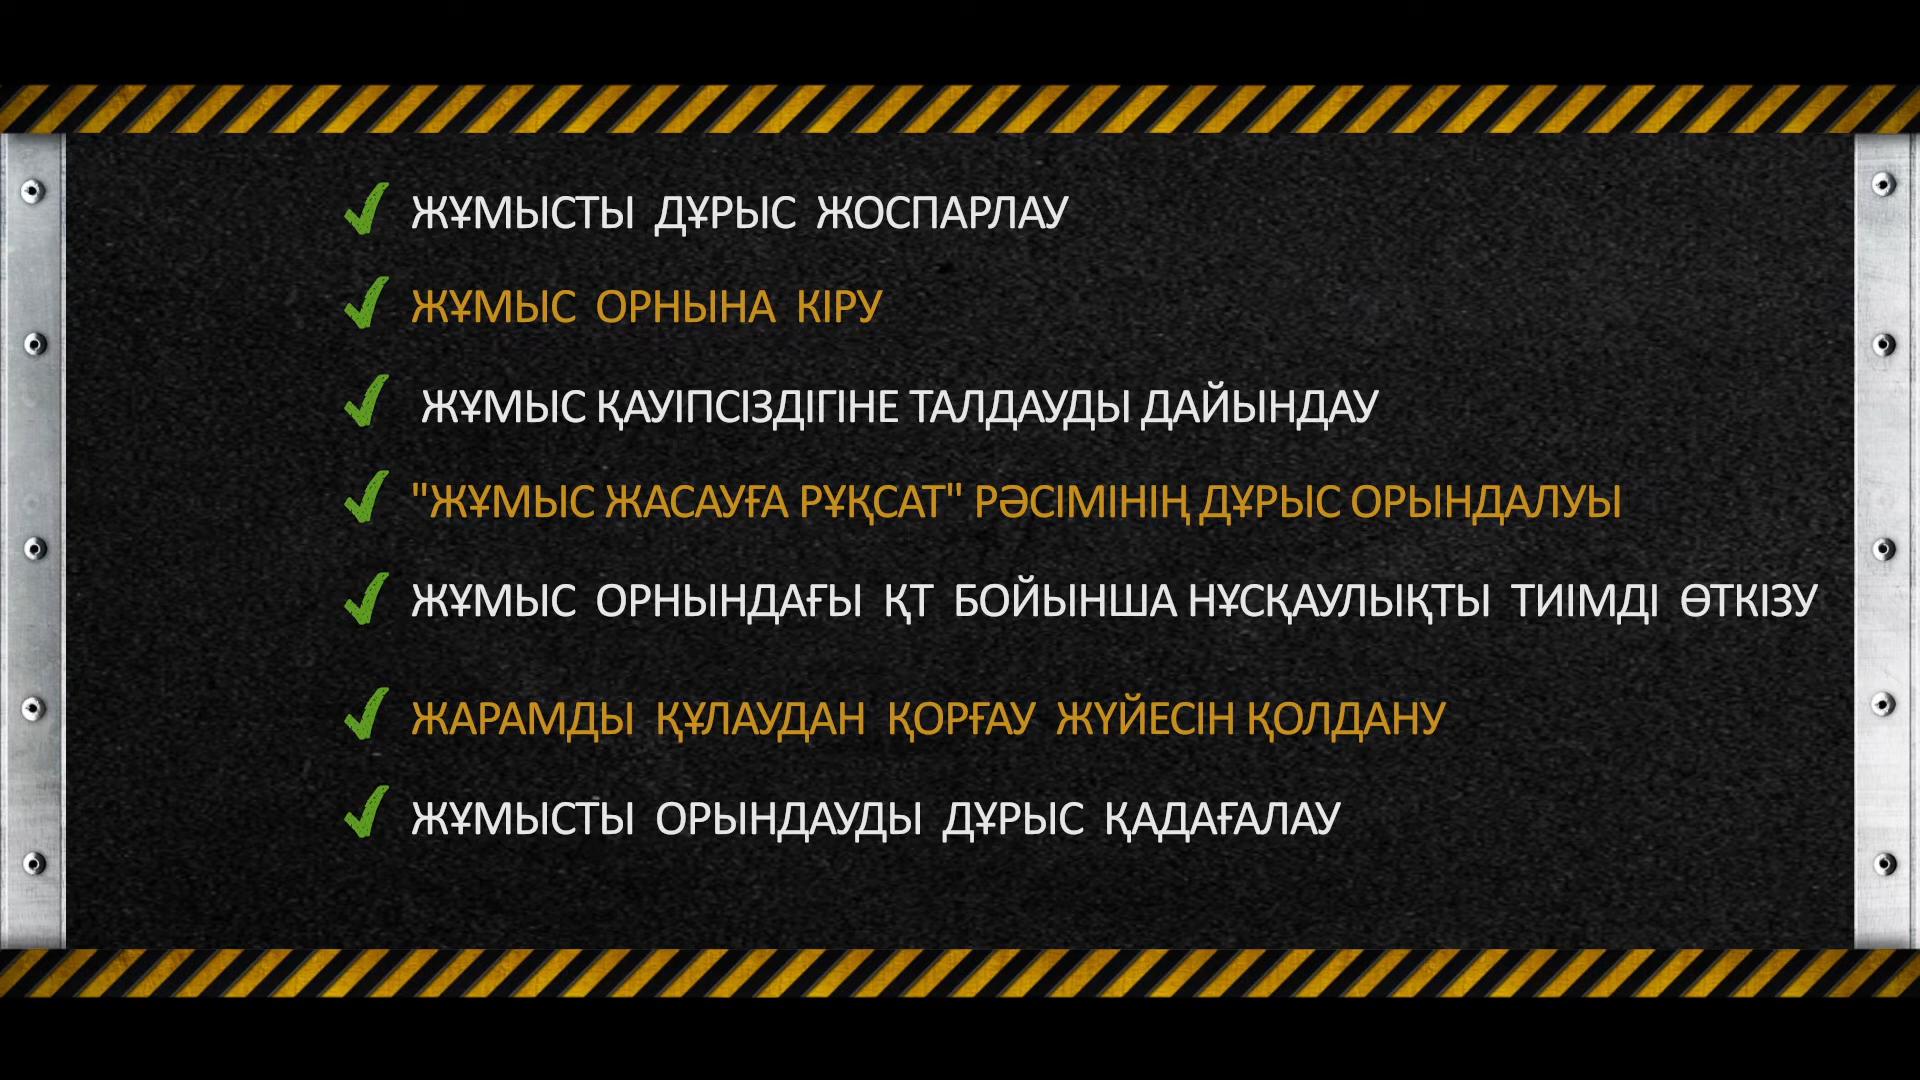 ЖҰМЫСТЫ ДҰРЫС ЖОСПАРЛАУ
ЖҰМЫС ОРНЫНА КІРУ
ЖҰМЫС ҚАУІПСІЗДІГІНЕ ТАЛДАУДЫ ДАЙЫНДАУ
"ЖҰМЫС ЖАСАУҒА РҰҚСАТ" РӘСІМІНІҢ ДҰРЫС ОРЫНДАЛУЫ
ЖҰМЫС ОРНЫНДАҒЫ ҚТ БОЙЫНША НҰСҚАУЛЫҚТЫ ТИІМДІ ӨТКІЗУ
ЖАРАМДЫ ҚҰЛАУДАН ҚОРҒАУ ЖҮЙЕСІН ҚОЛДАНУ
ЖҰМЫСТЫ ОРЫНДАУДЫ ДҰРЫС ҚАДАҒАЛАУ